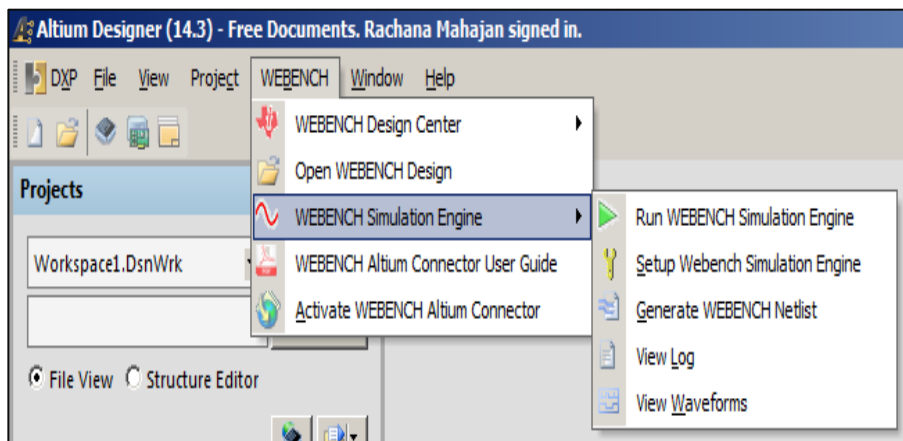 Altium Designer (14.3) - Free Documents. Rachana Mahajan signed in.
DXP File View Project WEBENCH Window Help
WEBENCH Design Center
Open WEBENCH Design
WEBENCH Simulation Engine
WEBENCH Altium Connector User Guide
Activate WEBENCH Altium Connector
Run WEBENCH Simulation Engine
Setup Webench Simulation Engine
Generate WEBENCH Netlist
View Log
View Waveforms
Projects
Workspace1.DsnWrk
File View Structure Editor